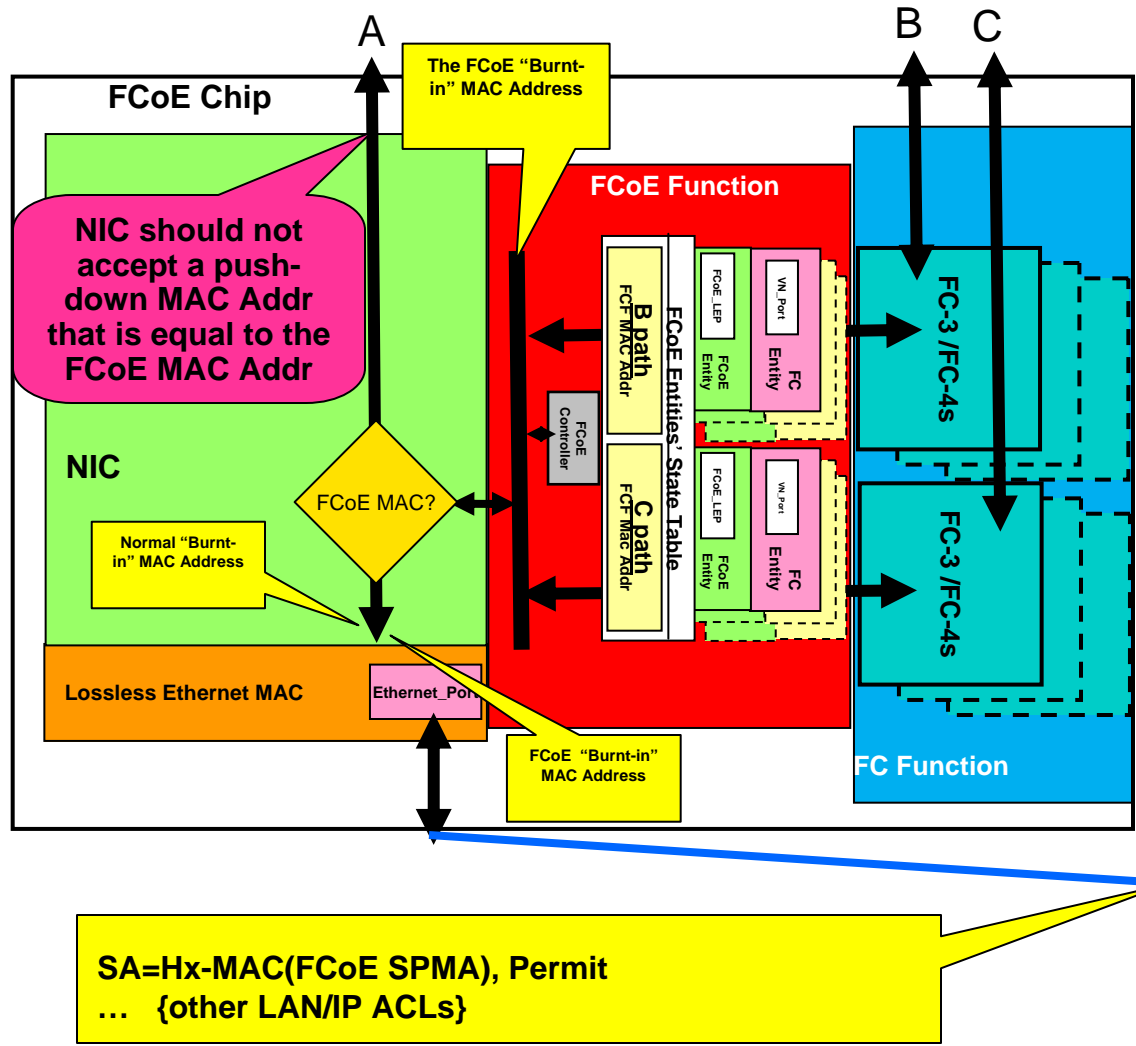 A
B
C
FCoE Chip
The FCoE “Burnt-
in” MAC Address
NIC should not
accept a push-
down MAC Addr
that is equal to the
FCoE MAC Addr
NIC
FCoE MAC?
Normal “Burnt-
in” MAC Address
Lossless Ethernet MAC
Ethernet_Port
FCoE “Burnt-in”
MAC Address
FCoE Function
FCoE
Controller
B path
FCF MAC Addr
C path
FCF Mac Addr
FCoE Entities’ State Table
FCoE_LEP
FCoE
Entity
VN_Port
FC
Entity
FCoE_LEP
FCoE
Entity
VN_Port
FC
Entity
FC-3 /FC-4s
FC-3 /FC-4s
FC Function
SA=Hx-MAC(FCoE SPMA), Permit
… {other LAN/IP ACLs}